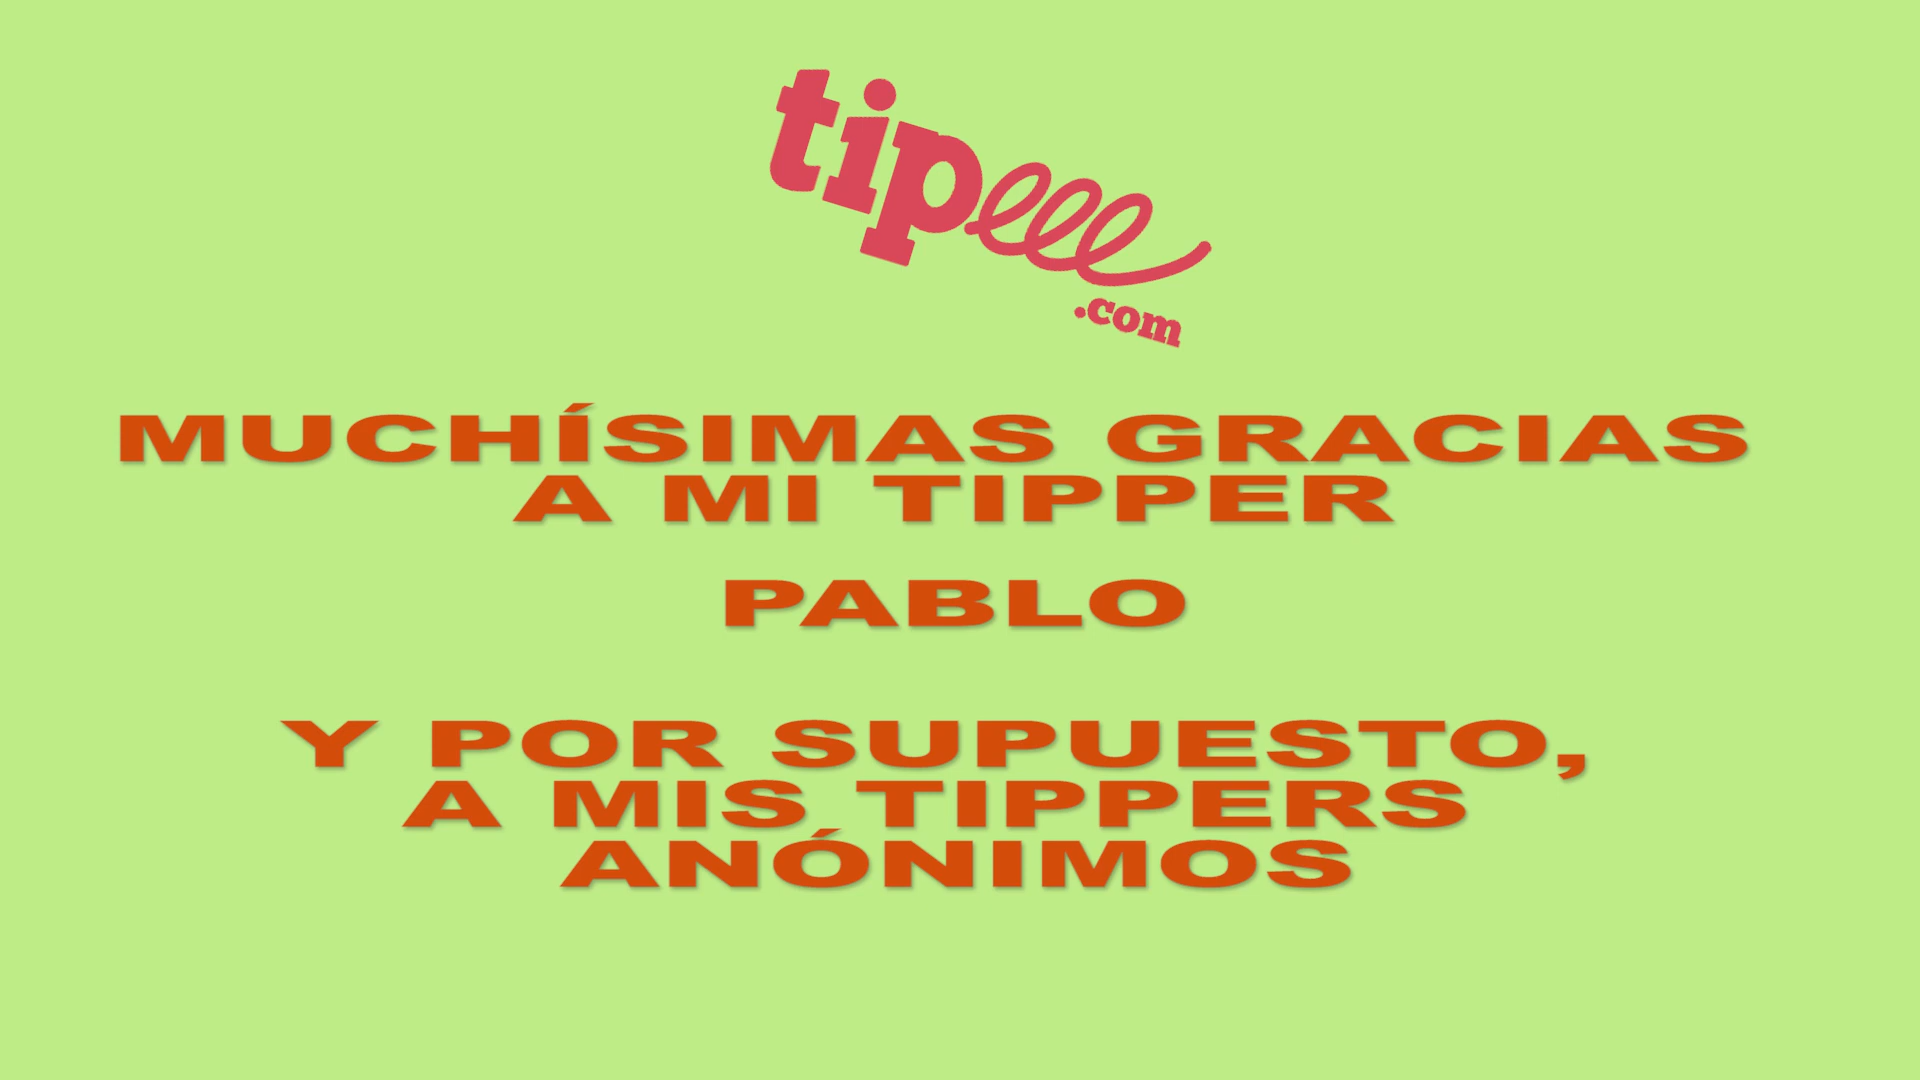 tipeee
.com
MUCHÍSIMAS GRACIAS
A MI TIPPER
PABLO
Y POR SUPUESTO,
A MIS TIPPERS
ANÓNIMOS